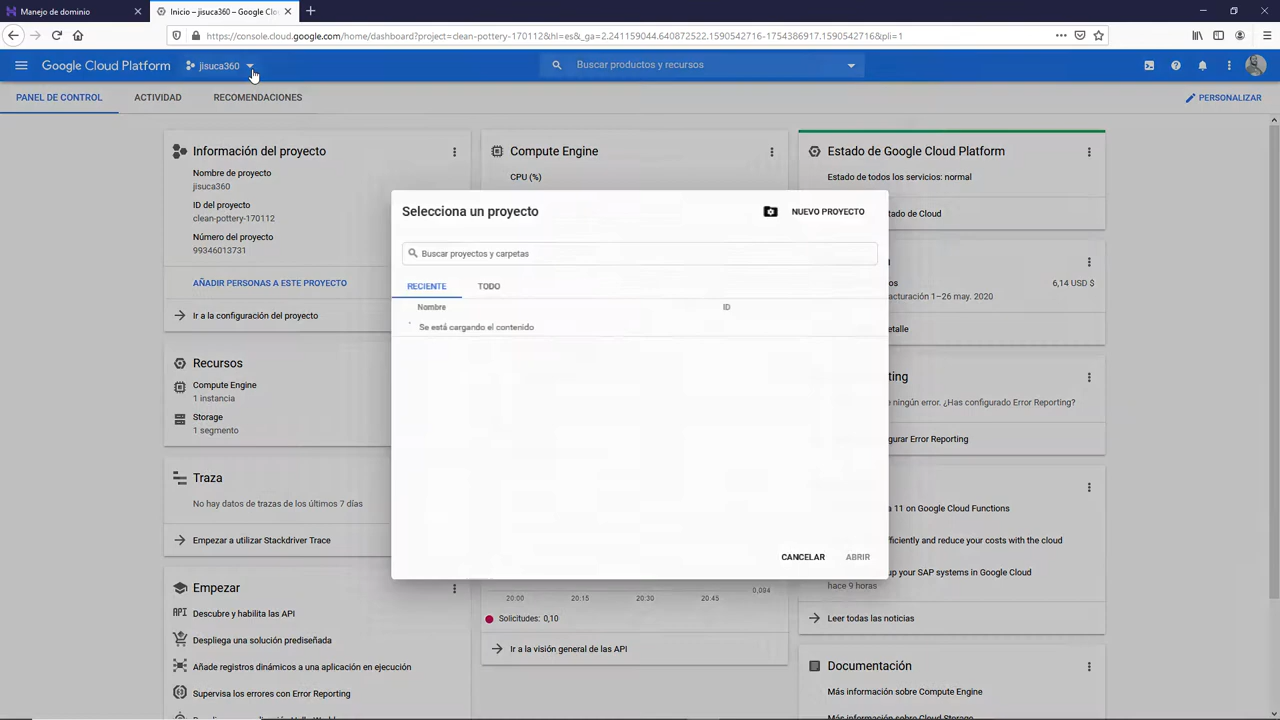 Manejo de dominio
Inicio – jisuca360 – Google Clo
https://console.cloud.google.com/home/dashboard?project=clean-pottery-170112&hl=es&_ga=2.241159044.640872522.1590542716-1754386917.1590542716&pli=1
Google Cloud Platform
jisuca360
Buscar productos y recursos
PANEL DE CONTROL
ACTIVIDAD
RECOMENDACIONES
PERSONALIZAR
Información del proyecto
Nombre de proyecto
jisuca360
ID del proyecto
clean-pottery-170112
Número del proyecto
99346013731
AÑADIR PERSONAS A ESTE PROYECTO
Ir a la configuración del proyecto
Recursos
Compute Engine
1 instancia
Storage
1 segmento
Traza
No hay datos de trazas de los últimos 7 días
Empezar a utilizar Stackdriver Trace
Empezar
API
Descubre y habilita las API
Despliega una solución prediseñada
Añade registros dinámicos a una aplicación en ejecución
Supervisa los errores con Error Reporting
Compute Engine
CPU (%)
Selecciona un proyecto
NUEVO PROYECTO
Buscar proyectos y carpetas
RECIENTE
TODO
Nombre
ID
Se está cargando el contenido
CANCELAR
ABRIR
0,094
20:00
20:15
20:30
20:45
Solicitudes: 0,10
Ir a la visión general de las API
Estado de Google Cloud Platform
Estado de todos los servicios: normal
tado de Cloud
os
6,14 USD $
facturación 1–26 may. 2020
etalle
ting
ningún error. ¿Has configurado Error Reporting?
gurar Error Reporting
a 11 on Google Cloud Functions
fficiently and reduce your costs with the cloud
up your SAP systems in Google Cloud
hace 9 horas
Leer todas las noticias
Documentación
Más información sobre Compute Engine
Más información sobre Cloud Storage